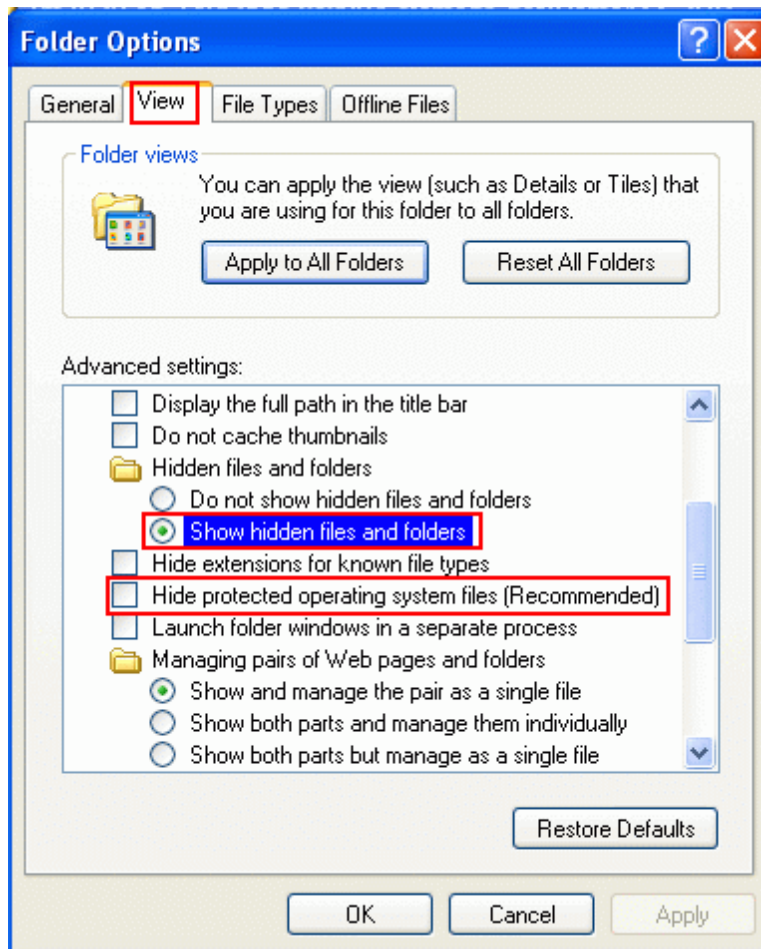 Folder Options
General
View
File Types
Offline Files
Folder views
You can apply the view (such as Details or Tiles) that
you are using for this folder to all folders.
Apply to All Folders
Reset All Folders
Advanced settings:
Display the full path in the title bar
Do not cache thumbnails
Hidden files and folders
Do not show hidden files and folders
Show hidden files and folders
Hide extensions for known file types
Hide protected operating system files (Recommended)
Launch folder windows in a separate process
Managing pairs of Web pages and folders
Show and manage the pair as a single file
Show both parts and manage them individually
Show both parts but manage as a single file
Restore Defaults
OK
Cancel
Apply